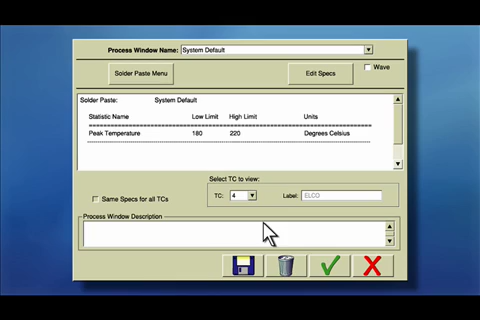 Process Window Name: System Default
Solder Paste Menu Edit Specs Wave
Solder Paste: System Default
Statistic Name Low Limit High Limit Units
Peak Temperature 180 220 Degrees Celsius
Select TC to view:
Same Specs for all TCs TC: 4 Label: ELCO
Process Window Description